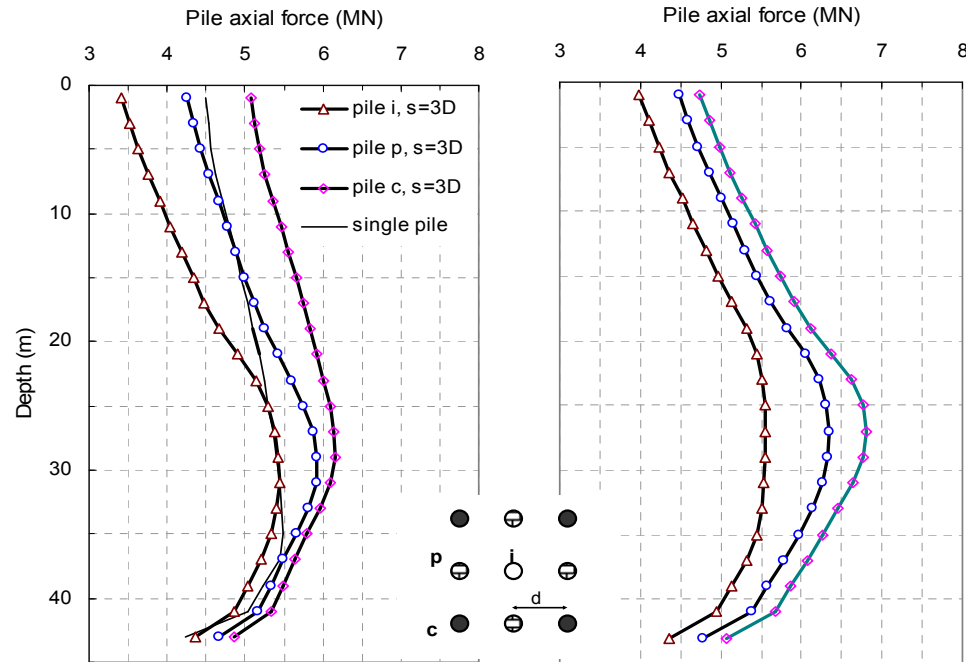 Pile axial force (MN)
3 4 5 6 7 8
Depth (m)
0
10
20
30
40
pile i, s=3D
pile p, s=3D
pile c, s=3D
single pile
Pile axial force (MN)
3 4 5 6 7 8
p i
d
c